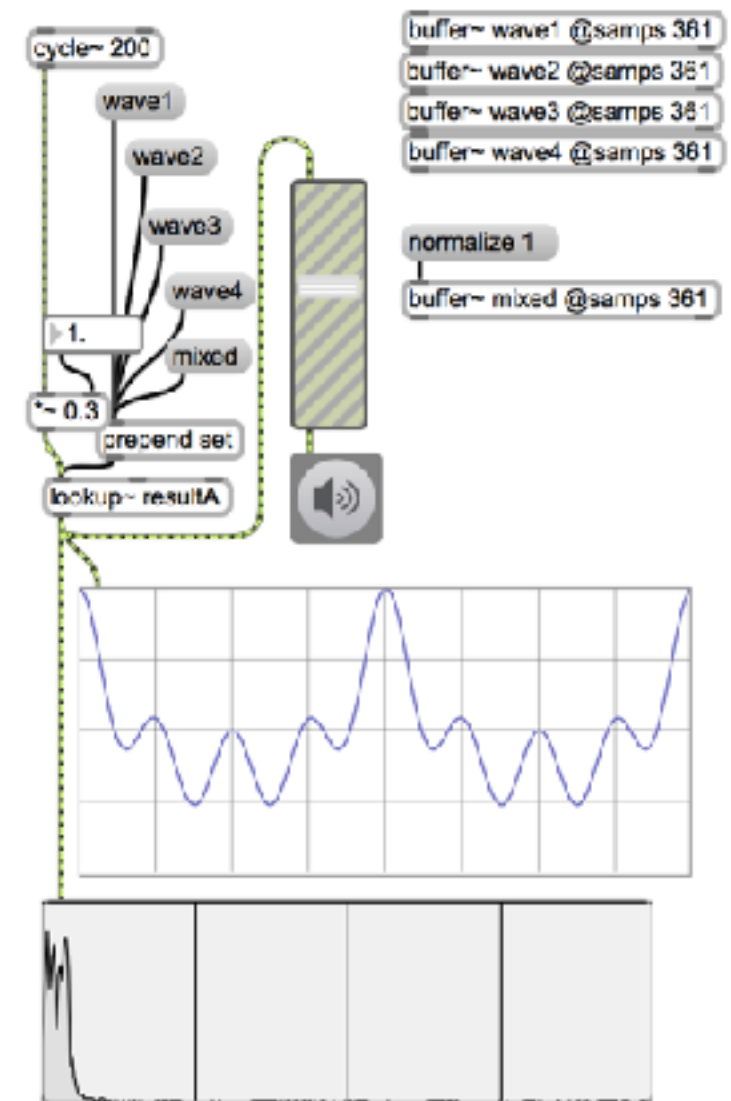 cycle~ 200
wave1
wave2
wave3
wave4
1.
mixed
*~ 0.3
prepend set
lookup~ resultA
buffer~ wave1 @samps 361
buffer~ wave2 @samps 361
buffer~ wave3 @samps 361
buffer~ wave4 @samps 361
normalize 1
buffer~ mixed @samps 361